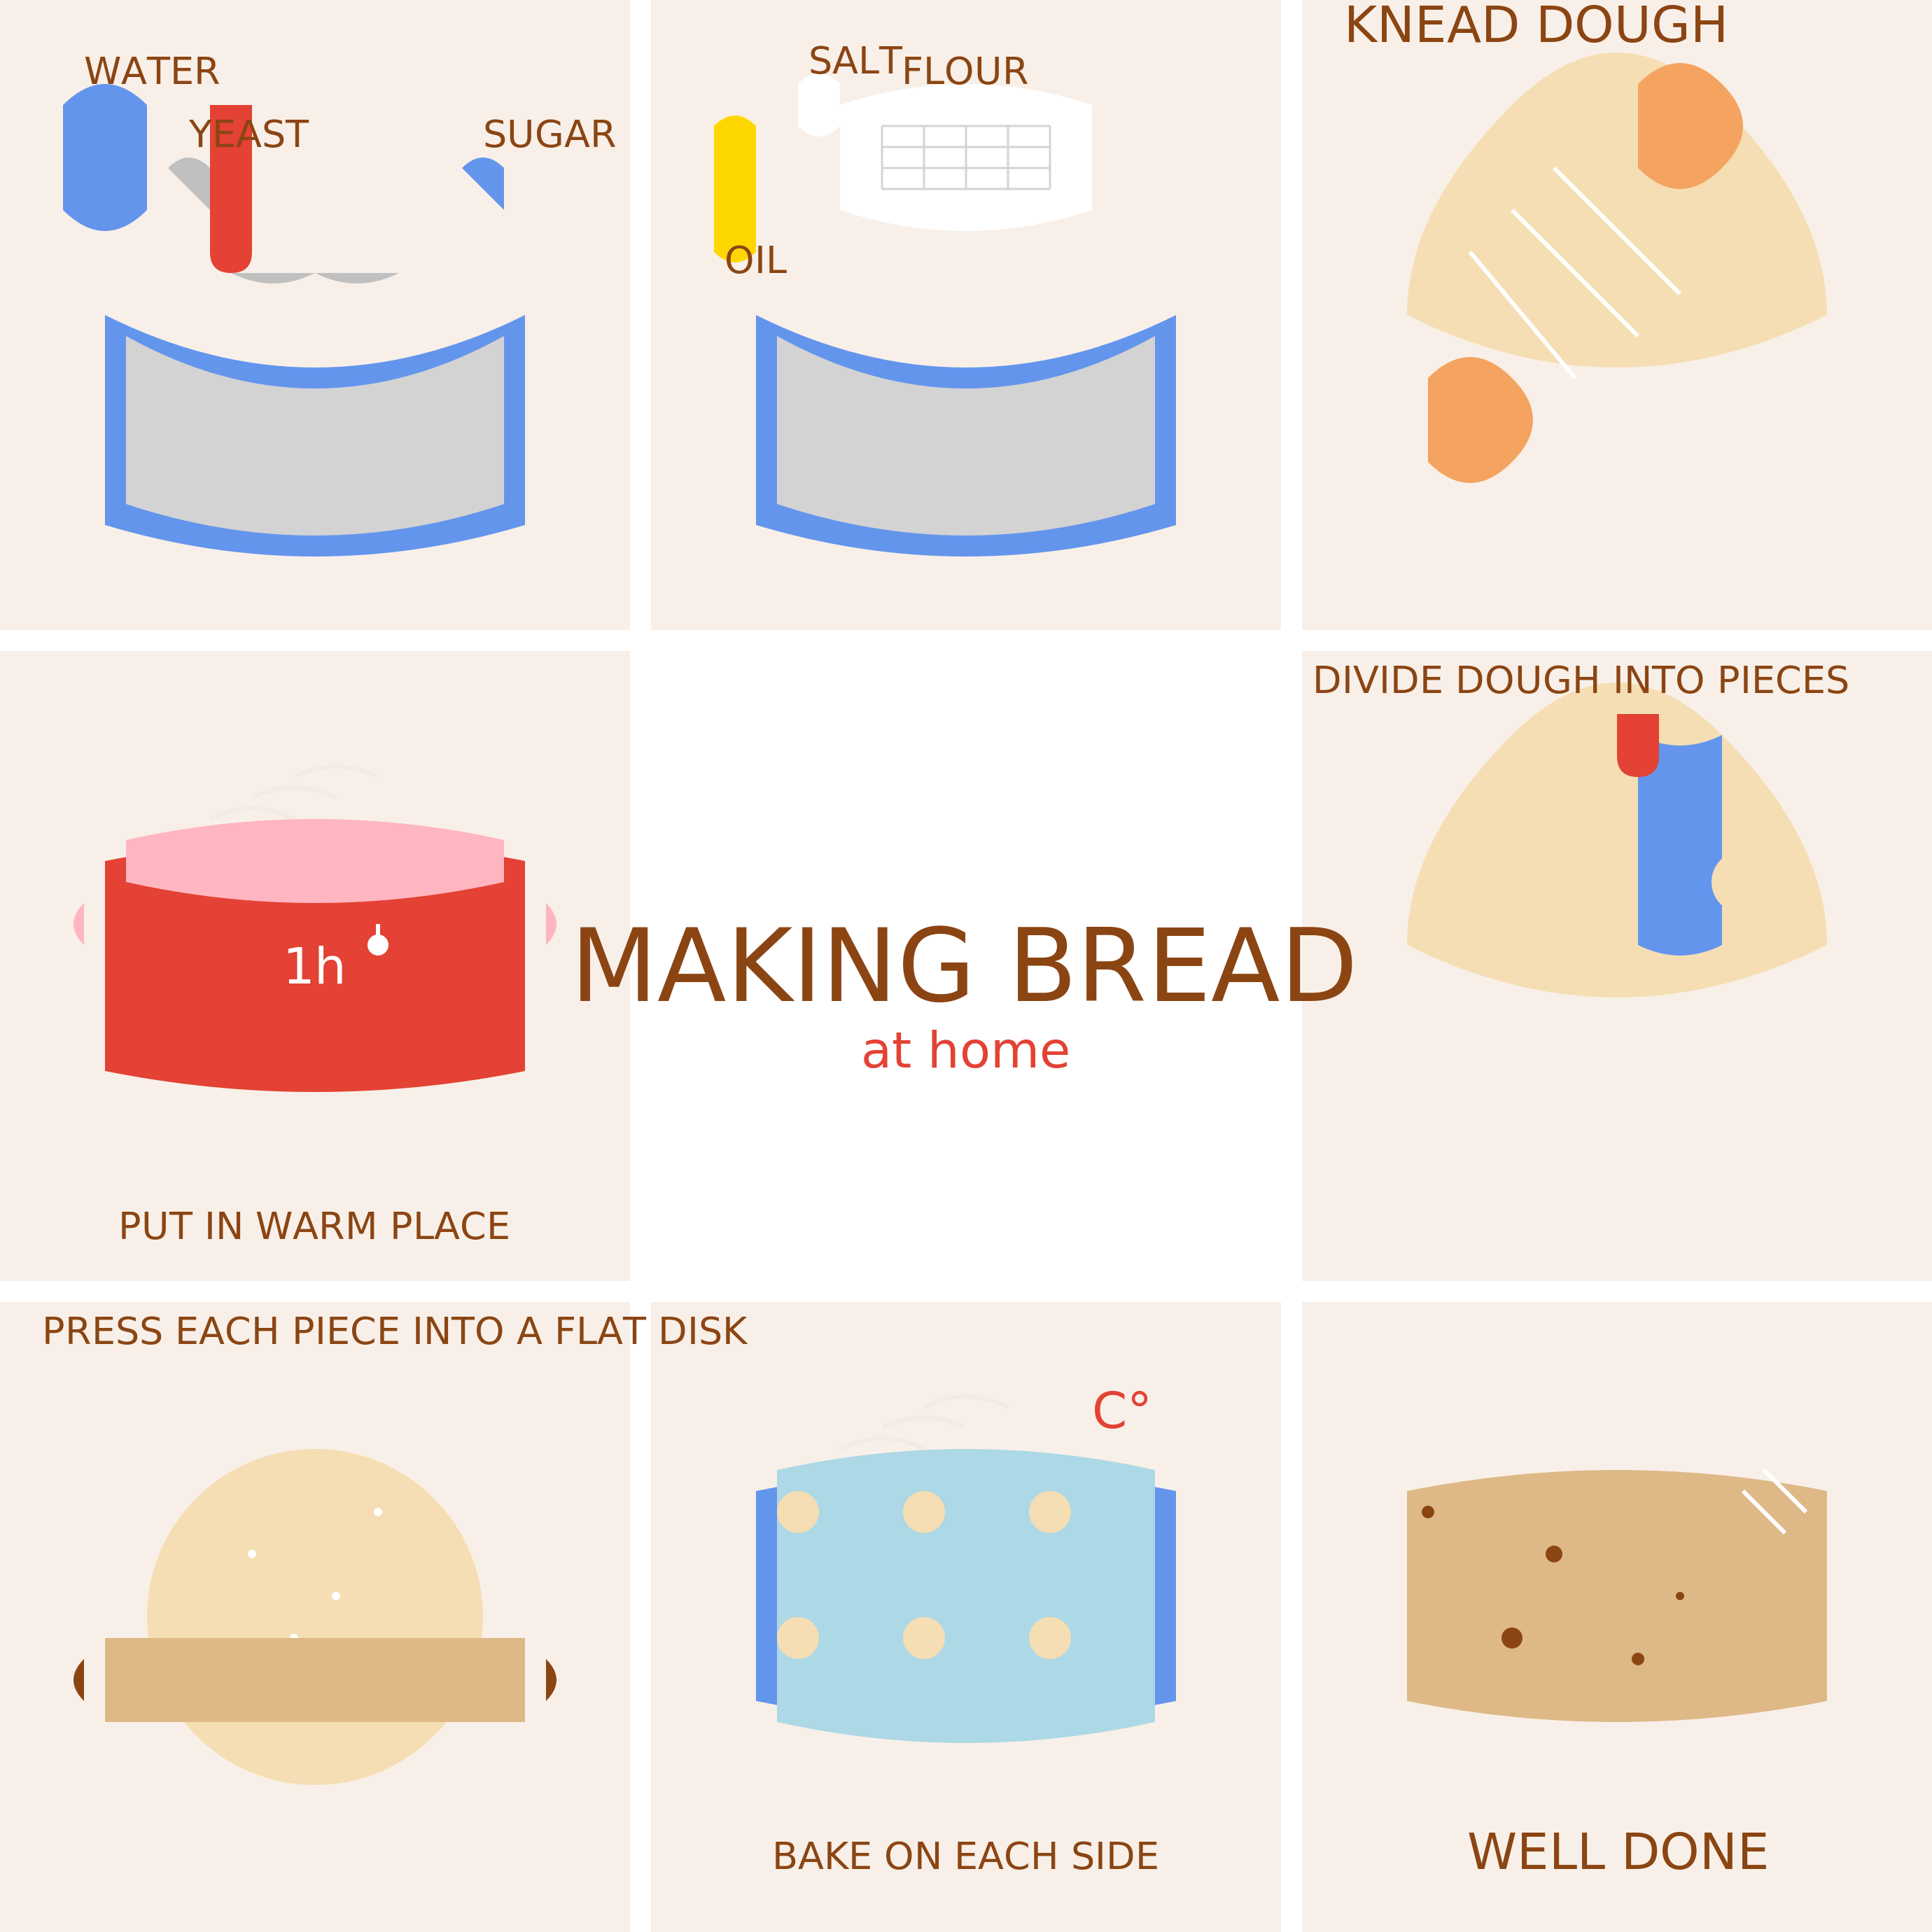 WATER
YEAST
SUGAR
SALT
FLOUR
OIL
KNEAD DOUGH
1h
PUT IN WARM PLACE
MAKING BREAD
at home
DIVIDE DOUGH INTO PIECES
PRESS EACH PIECE INTO A FLAT DISK
C°
BAKE ON EACH SIDE
WELL DONE